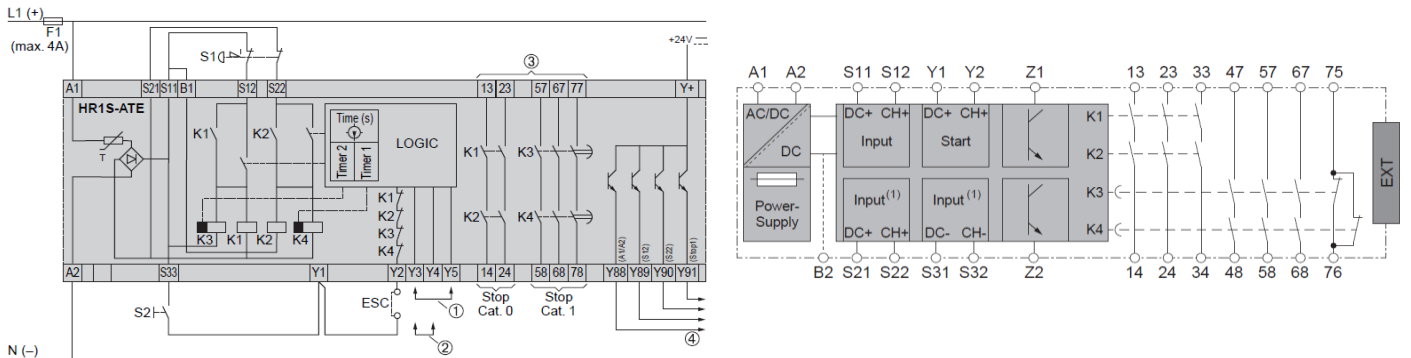 L1 (+)
F1
(max. 4A)
S1
+24V
③
A1 S21 S11 B1 S12 S22 13 23 57 67 77 Y+
HR1S-ATE
T
K1 K2
Time (s)
Timer 2
Timer 1
LOGIC
K1 K3
K1
K2
K3
K4
K2 K4
K3 K1 K2 K4
(A1/A2)
(S12)
(S22)
(Stop1)
A2 S33 Y1 Y2 Y3 Y4 Y5 14 24 58 68 78 Y88 Y89 Y90 Y91
S2
ESC
①
②
Stop
Cat. 0
Stop
Cat. 1
④
N (–)
A1 A2 S11 S12 Y1 Y2 Z1 13 23 33 47 57 67 75
AC/DC
DC
DC+ CH+
Input
DC+ CH+
Start
K1
K2
Power-
Supply
Input(1)
DC+ CH+
Input(1)
DC- CH-
K3
K4
EXT
B2 S21 S22 S31 S32 Z2 14 24 34 48 58 68 76